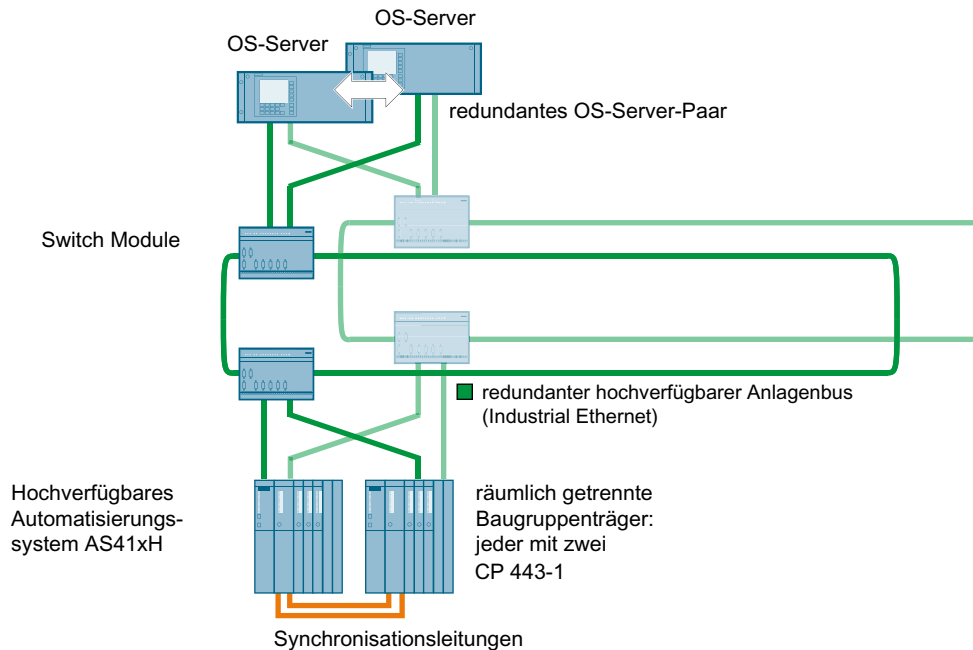 OS-Server
OS-Server
redundantes OS-Server-Paar
Switch Module
redundanter hochverfügbarer Anlagenbus
(Industrial Ethernet)
Hochverfügbares
Automatisierungs-
system AS41xH
räumlich getrennte
Baugruppenträger:
jeder mit zwei
CP 443-1
Synchronisationsleitungen